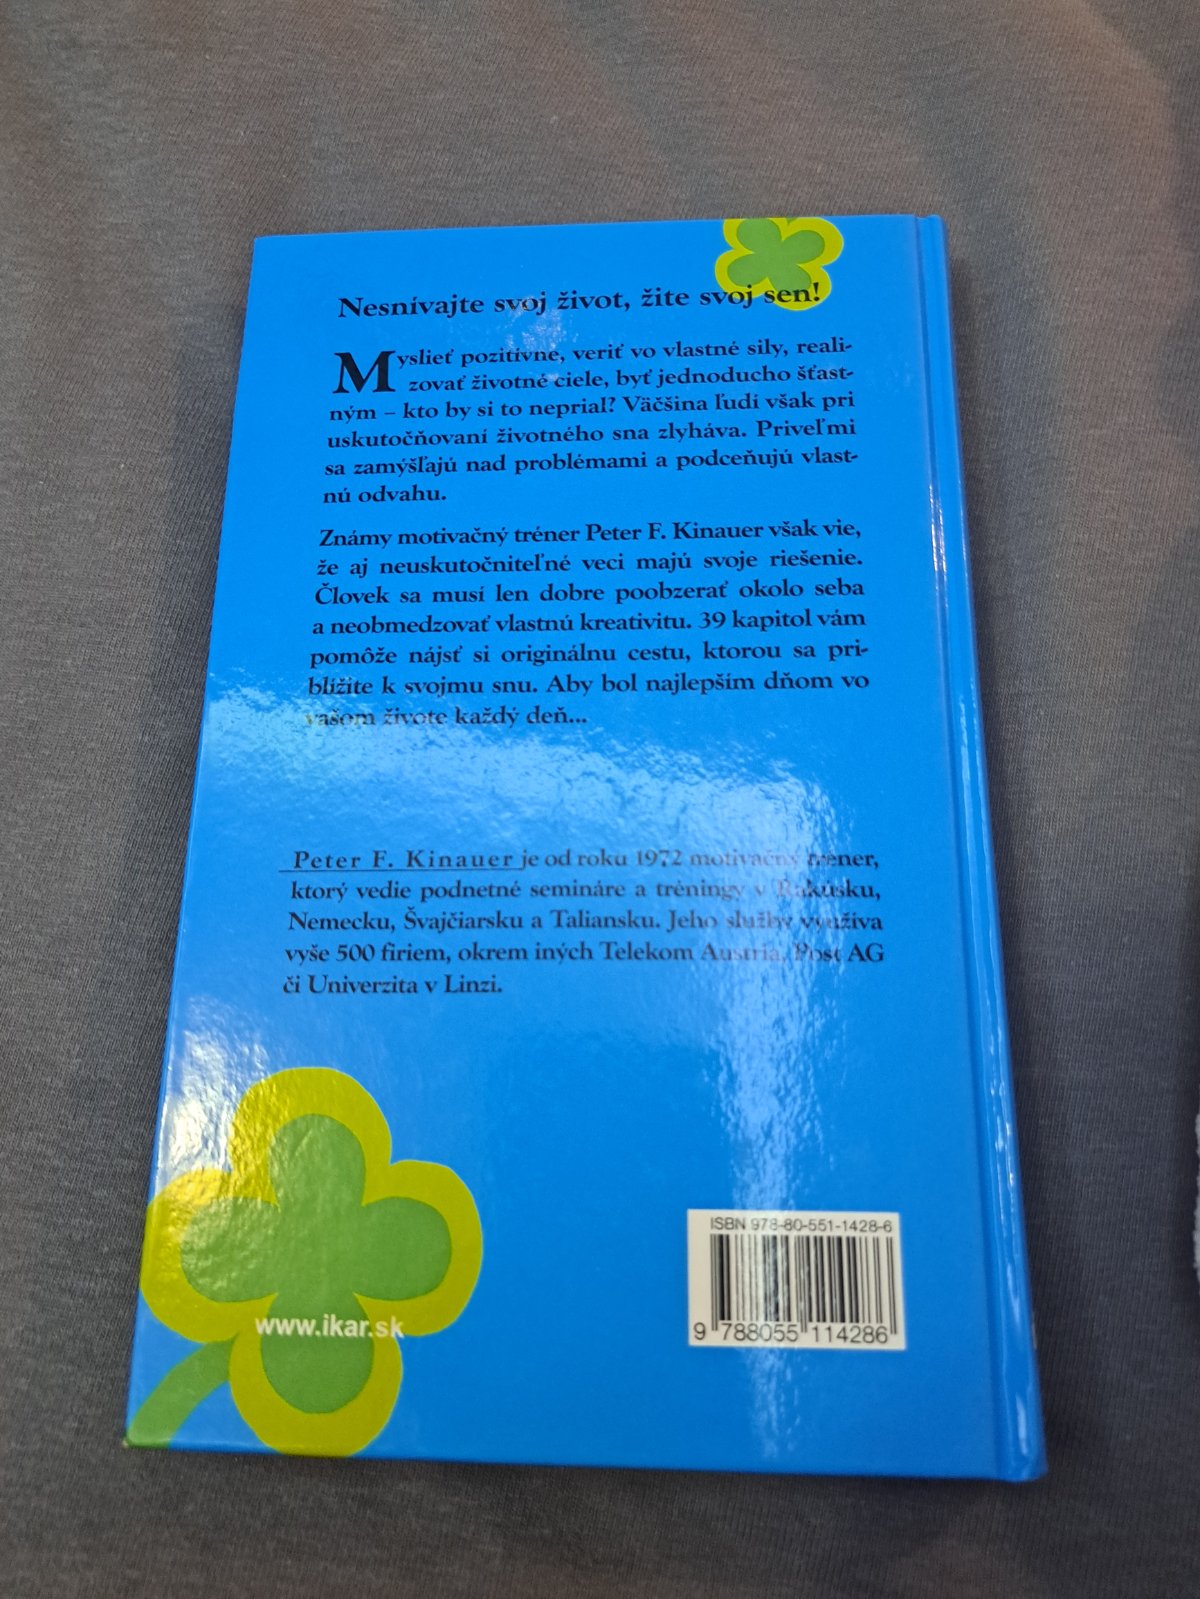 Nesnívajte svoj život, žite svoj sen!
Myslieť pozitívne, veriť vo vlastné sily, reali-
zovať životné ciele, byť jednoducho šťast-
ným – kto by si to neprial? Väčšina ľudí však pri
uskutočňovaní životného sna zlyháva. Priveľmi
sa zamýšľajú nad problémami a podceňujú vlast-
nú odvahu.
Známy motivačný tréner Peter F. Kinauer však vie,
že aj neuskutočniteľné veci majú svoje riešenie.
Človek sa musí len dobre poobzerať okolo seba
a neobmedzovať vlastnú kreativitu. 39 kapitol vám
pomôže nájsť si originálnu cestu, ktorou sa pri-
blížite k svojmu snu. Aby bol najlepším dňom vo
vašom živote každý deň...
Peter F. Kinauer je od roku 1972 motivačný tréner,
ktorý vedie podnetné semináre a tréningy v Rakúsku,
Nemecku, Švajčiarsku a Taliansku. Jeho služby využíva
vyše 500 firiem, okrem iných Telekom Austria, Post AG
či Univerzita v Linzi.
ISBN 978-80-551-1428-6
9 788055 114286
www.ikar.sk